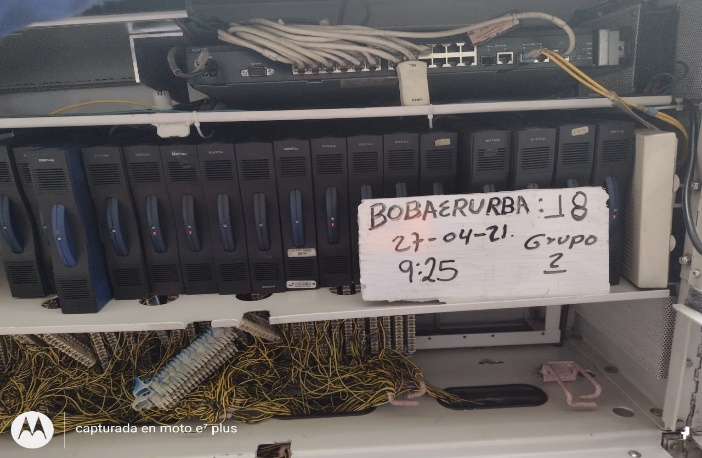 BOBAERURBA:18
27-04-21.
Grupo
9:25
2
capturada en moto e⁷ plus